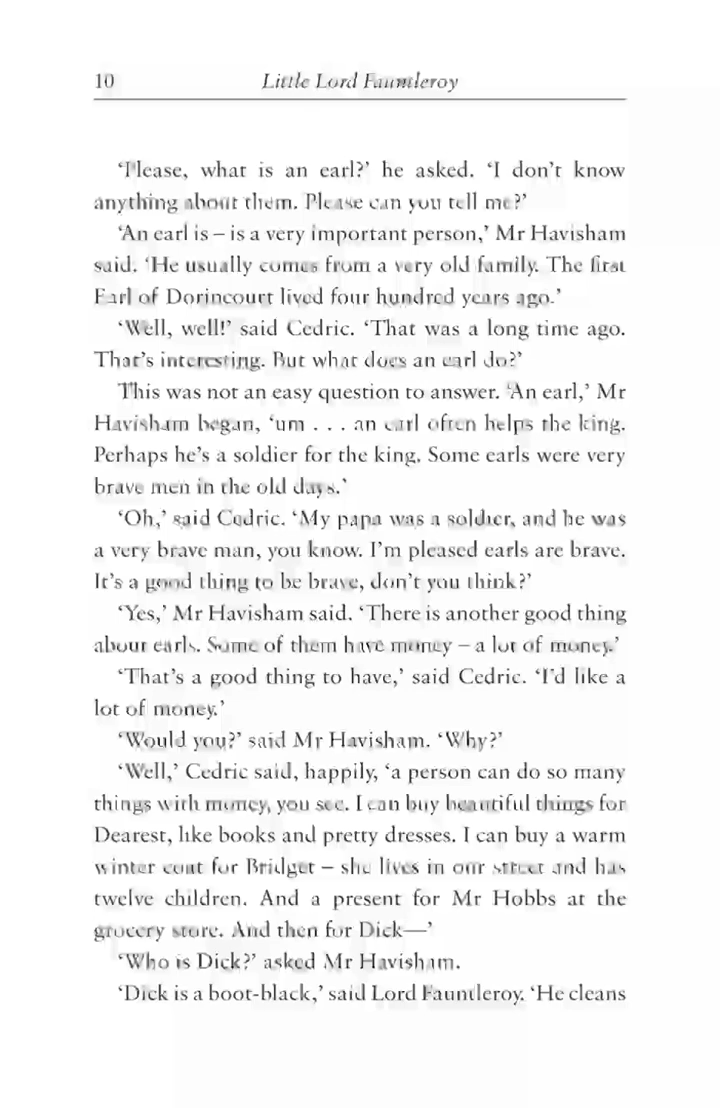 10 Little Lord Fauntleroy
‘Please, what is an earl?’ he asked. ‘I don’t know
anything about them. Please can you tell me?’
‘An earl is – is a very important person,’ Mr Havisham
said. ‘He usually comes from a very old family. The first
Earl of Dorincourt lived four hundred years ago.’
‘Well, well!’ said Cedric. ‘That was a long time ago.
That’s interesting. But what does an earl do?’
This was not an easy question to answer. ‘An earl,’ Mr
Havisham began, ‘um . . . an earl often helps the king.
Perhaps he’s a soldier for the king. Some earls were very
brave men in the old days.’
‘Oh,’ said Cedric. ‘My papa was a soldier, and he was
a very brave man, you know. I’m pleased earls are brave.
It’s a good thing to be brave, don’t you think?’
‘Yes,’ Mr Havisham said. ‘There is another good thing
about earls. Some of them have money – a lot of money.’
‘That’s a good thing to have,’ said Cedric. ‘I’d like a
lot of money.’
‘Would you?’ said Mr Havisham. ‘Why?’
‘Well,’ Cedric said, happily, ‘a person can do so many
things with money, you see. I can buy beautiful things for
Dearest, like books and pretty dresses. I can buy a warm
winter coat for Bridget – she lives in our street and has
twelve children. And a present for Mr Hobbs at the
grocery store. And then for Dick—’
‘Who is Dick?’ asked Mr Havisham.
‘Dick is a boot-black,’ said Lord Fauntleroy. ‘He cleans